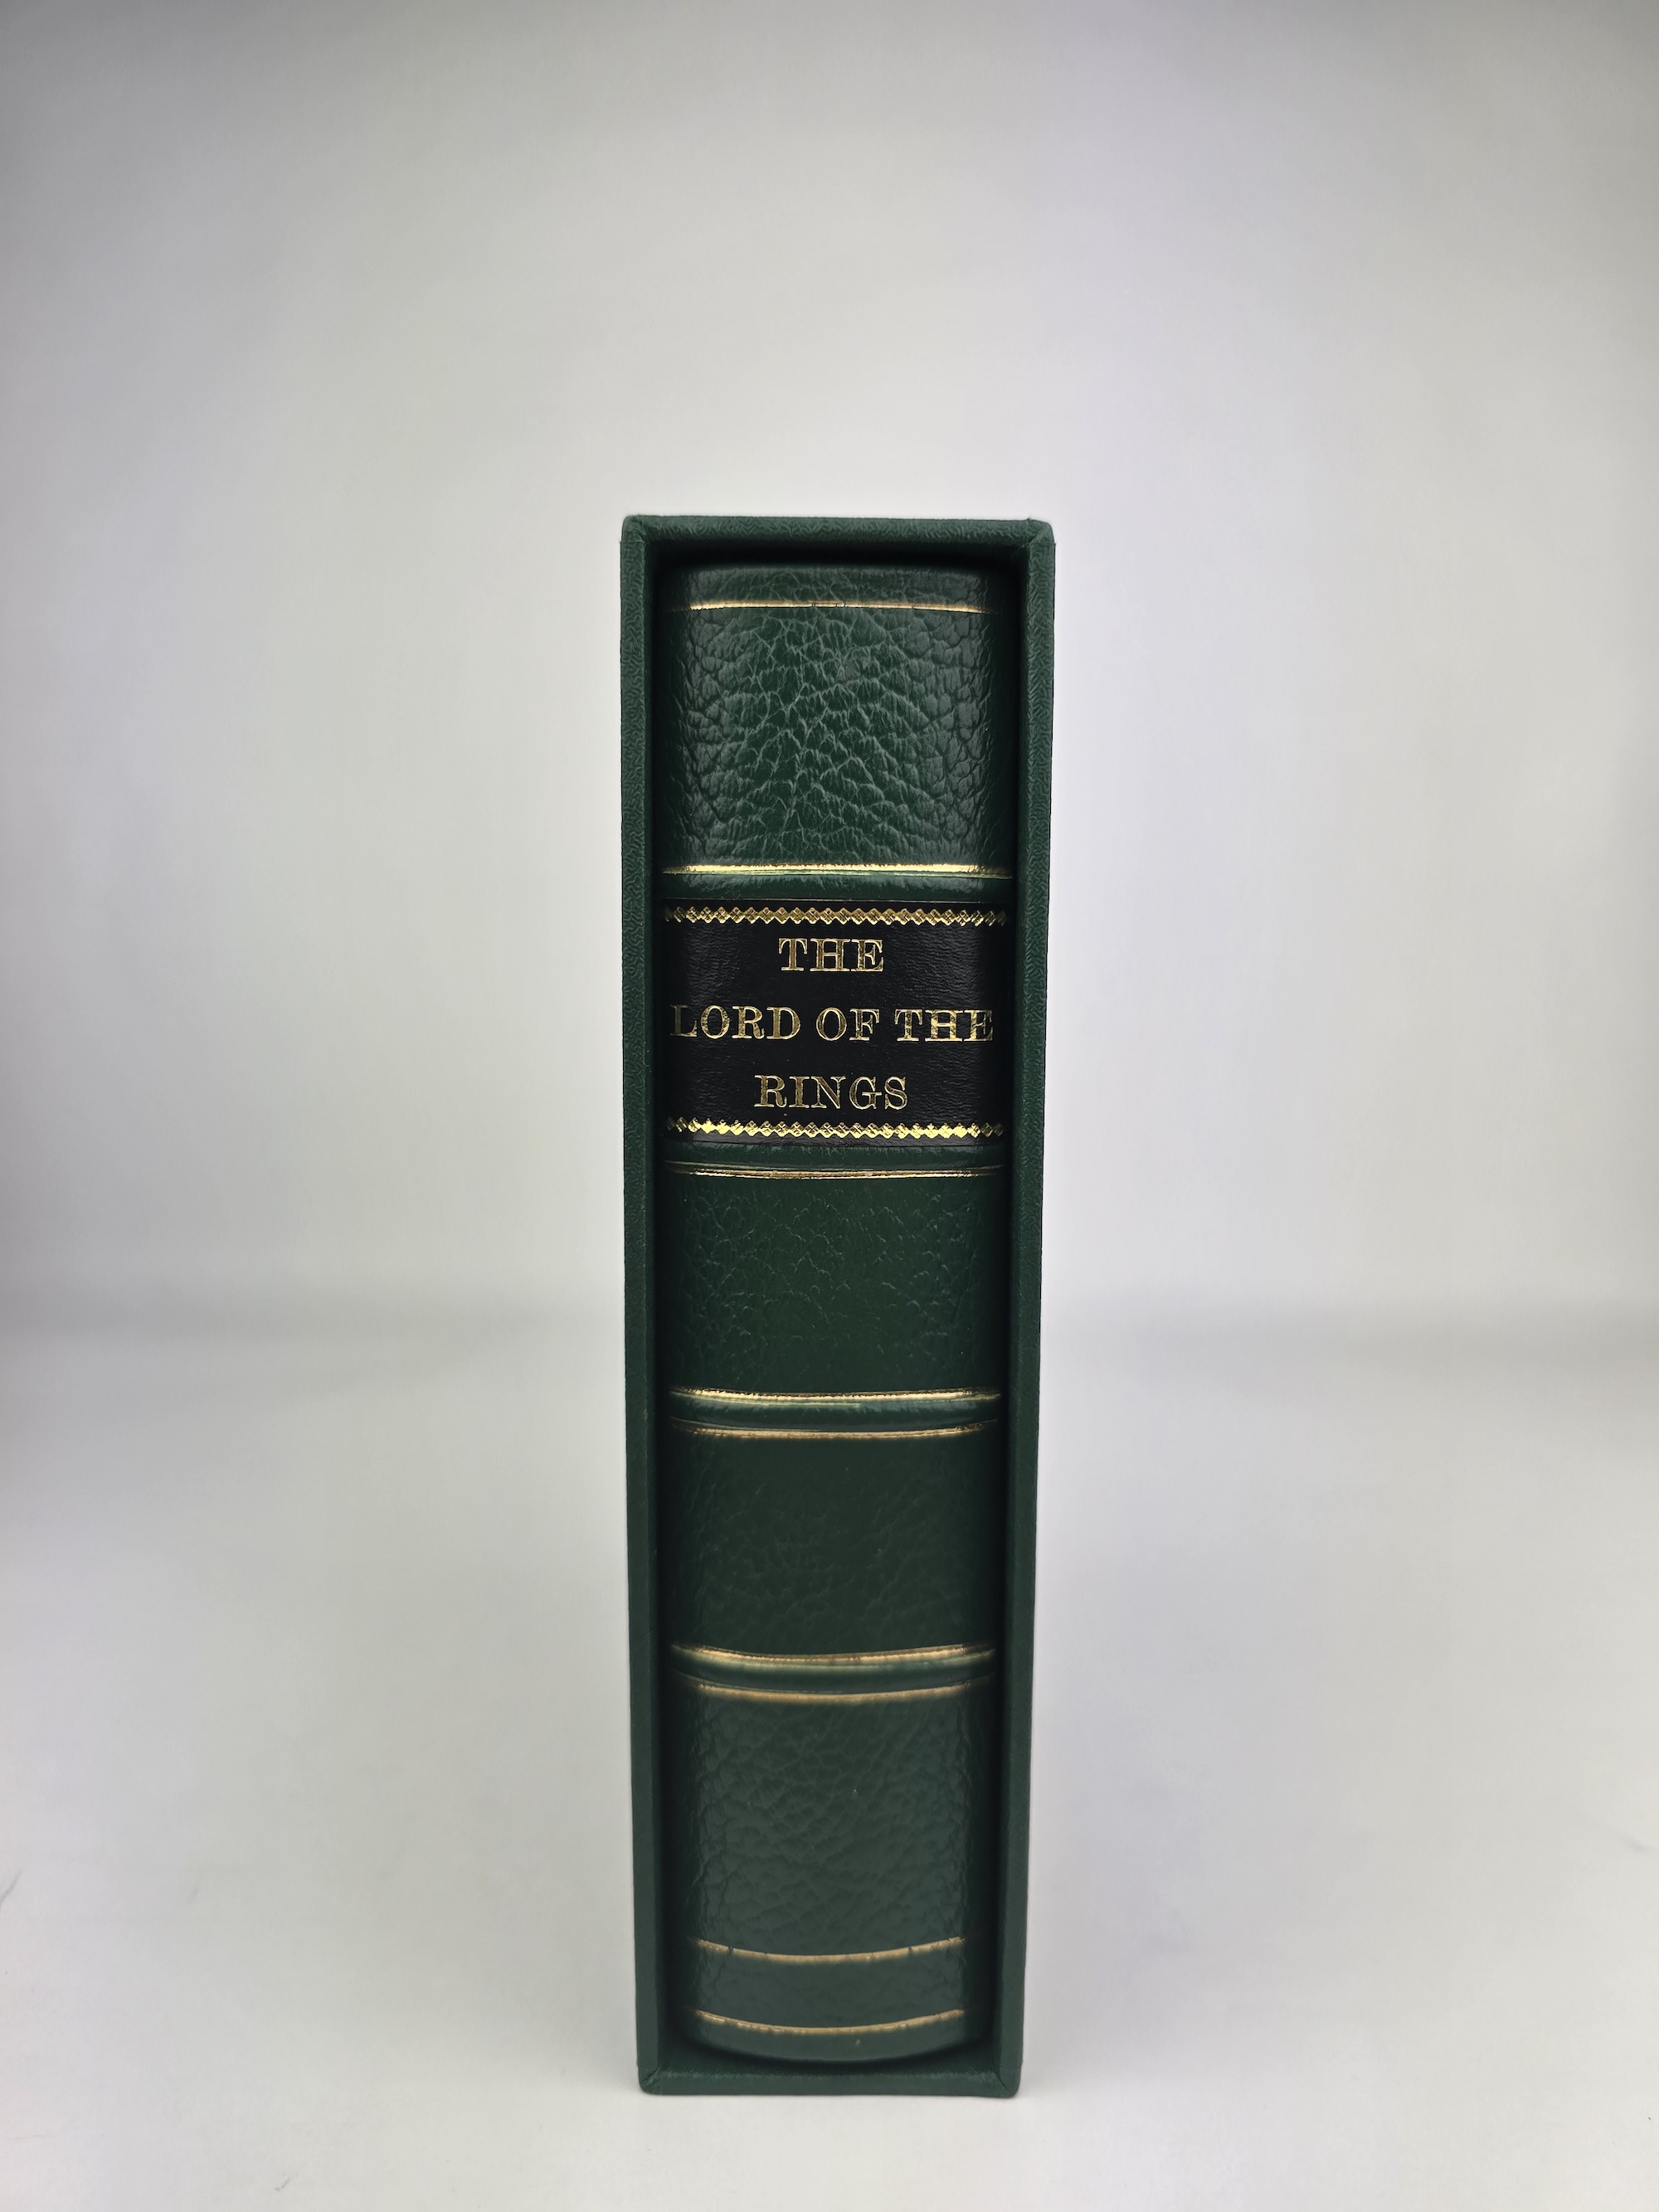 THE
LORD OF THE
RINGS